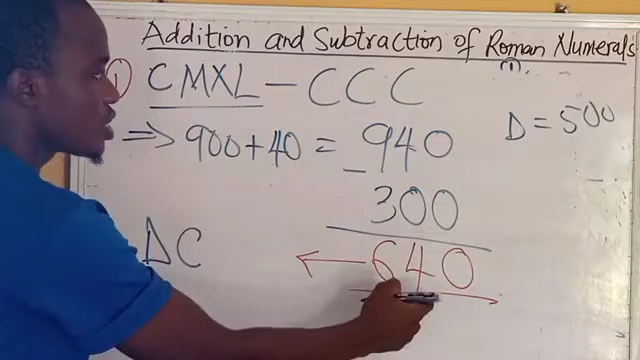 Addition and Subtraction of Roman Numerals
① CMXL - CCC
⇒ 900+40 = 940
D = 500
- 300
DC ← 640